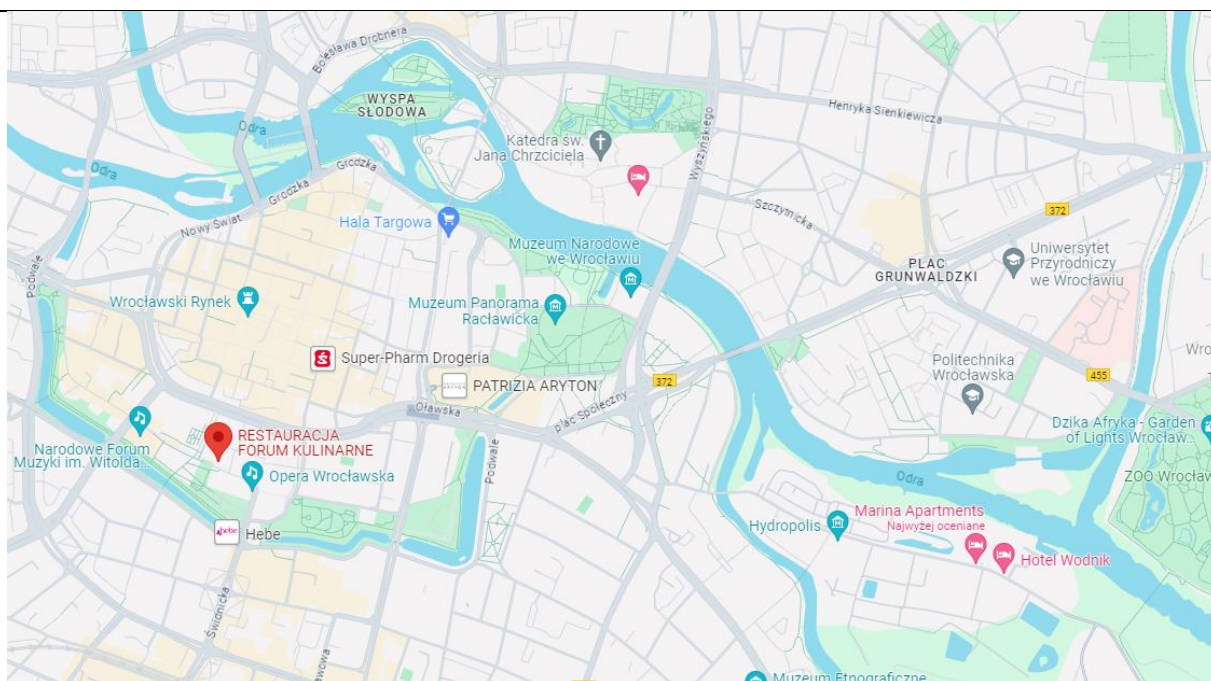 Bolesława Drobnera
WYSPA
SŁODOWA
Odra
Odra
Henryka Sienkiewicza
Katedra św.
Jana Chrzciciela
Wyszyńskiego
Grodzka
Grodzka
Nowy Świat
Podwale
Hala Targowa
Szczytnicka
372
Muzeum Narodowe
we Wrocławiu
PLAC
GRUNWALDZKI
Uniwersytet
Przyrodniczy
we Wrocławiu
Wrocławski Rynek
Muzeum Panorama
Racławicka
Super-Pharm Drogeria
PATRIZIA ARYTON
372
Politechnika
Wrocławska
455
Wro
Oławska
plac Społeczny
Narodowe Forum
Muzyki im. Witolda...
RESTAURACJA
FORUM KULINARNE
Opera Wrocławska
Podwale
Dzika Afryka - Garden
of Lights Wrocław...
ZOO Wrocław
Odra
hebe
Hebe
Hydropolis
Marina Apartments
Najwyżej oceniane
Hotel Wodnik
Świdnicka
Muzeum Etnograficzne